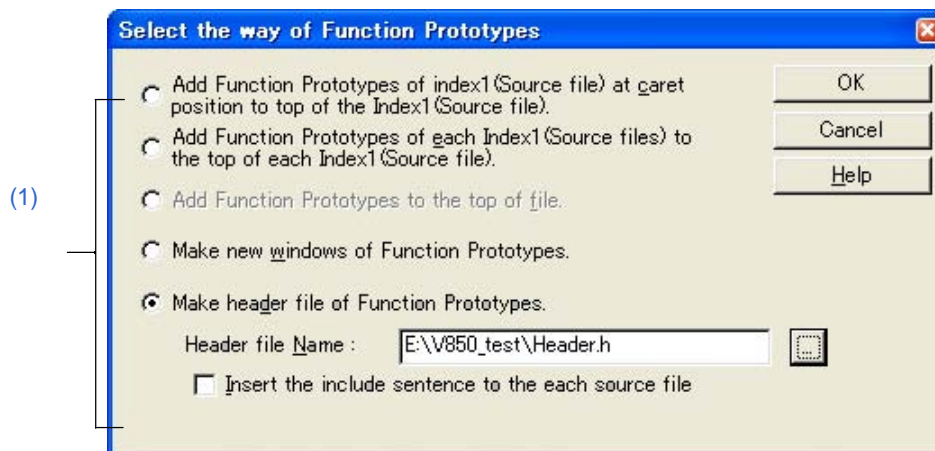 Select the way of Function Prototypes
Add Function Prototypes of index1(Source file) at caret
position to top of the Index1(Source file).
OK
Add Function Prototypes of each Index1(Source files) to
the top of each Index1(Source file).
Cancel
Help
(1)
Add Function Prototypes to the top of file.
Make new windows of Function Prototypes.
Make header file of Function Prototypes.
Header file Name :
E:\V850_test\Header.h
...
Insert the include sentence to the each source file